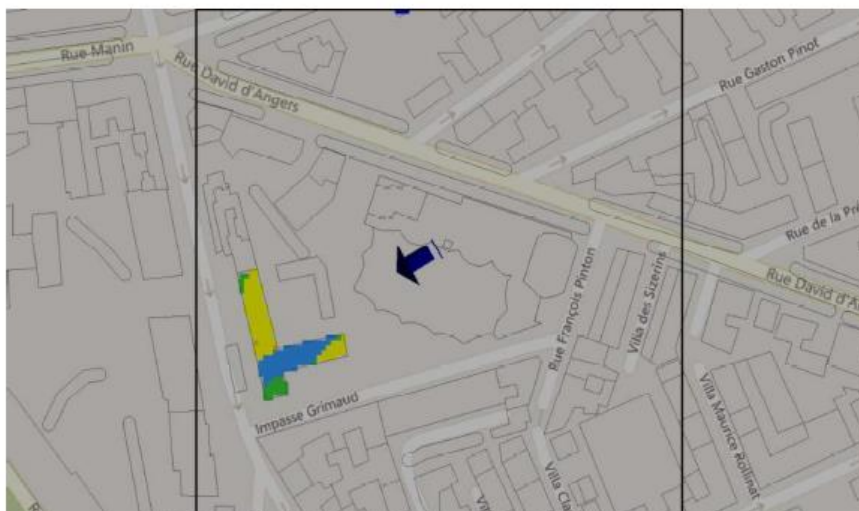 Rue Manin
Rue David d'Angers
Rue Gaston Pinot
Rue de la Pré
Rue François Pinton
Villa des Sizerins
Rue David d'A
Impasse Grimaud
Villa Maurice Rollinat
Villa Cla